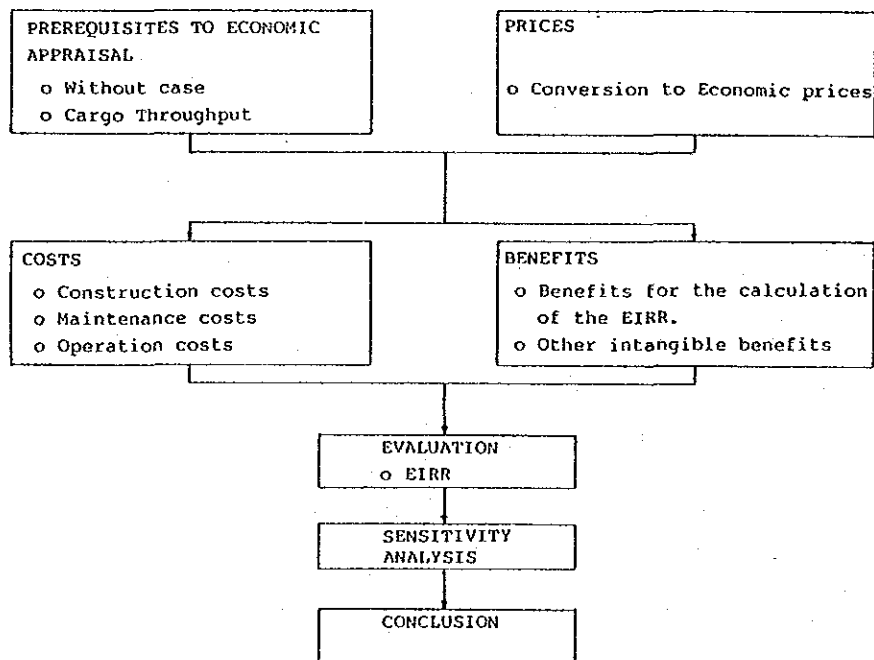 PREREQUISITES TO ECONOMIC
APPRAISAL
o Without case
o Cargo Throughput
PRICES
o Conversion to Economic prices
COSTS
o Construction costs
o Maintenance costs
o Operation costs
BENEFITS
o Benefits for the calculation
of the EIRR.
o Other intangible benefits
EVALUATION
o EIRR
SENSITIVITY
ANALYSIS
CONCLUSION